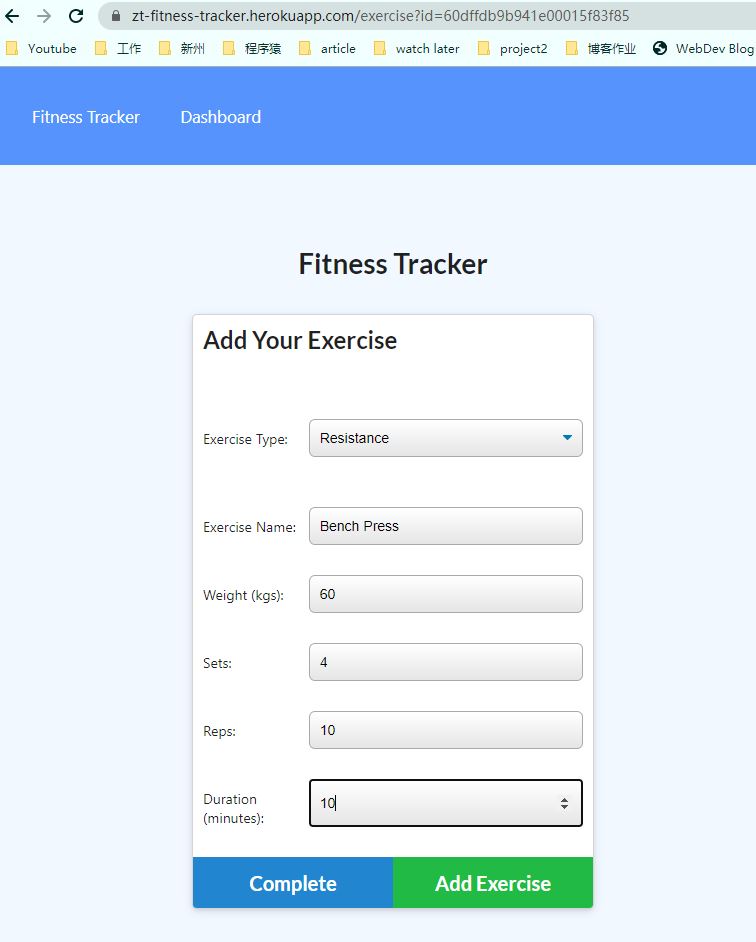 zt-fitness-tracker.herokuapp.com/exercise?id=60dffdb9b941e00015f83f85
Youtube 工作 新州 程序猿 article watch later project2 博客作业 WebDev Blog
Fitness Tracker Dashboard
Fitness Tracker
Add Your Exercise
Exercise Type: Resistance
Exercise Name: Bench Press
Weight (kgs): 60
Sets: 4
Reps: 10
Duration (minutes): 10
Complete Add Exercise